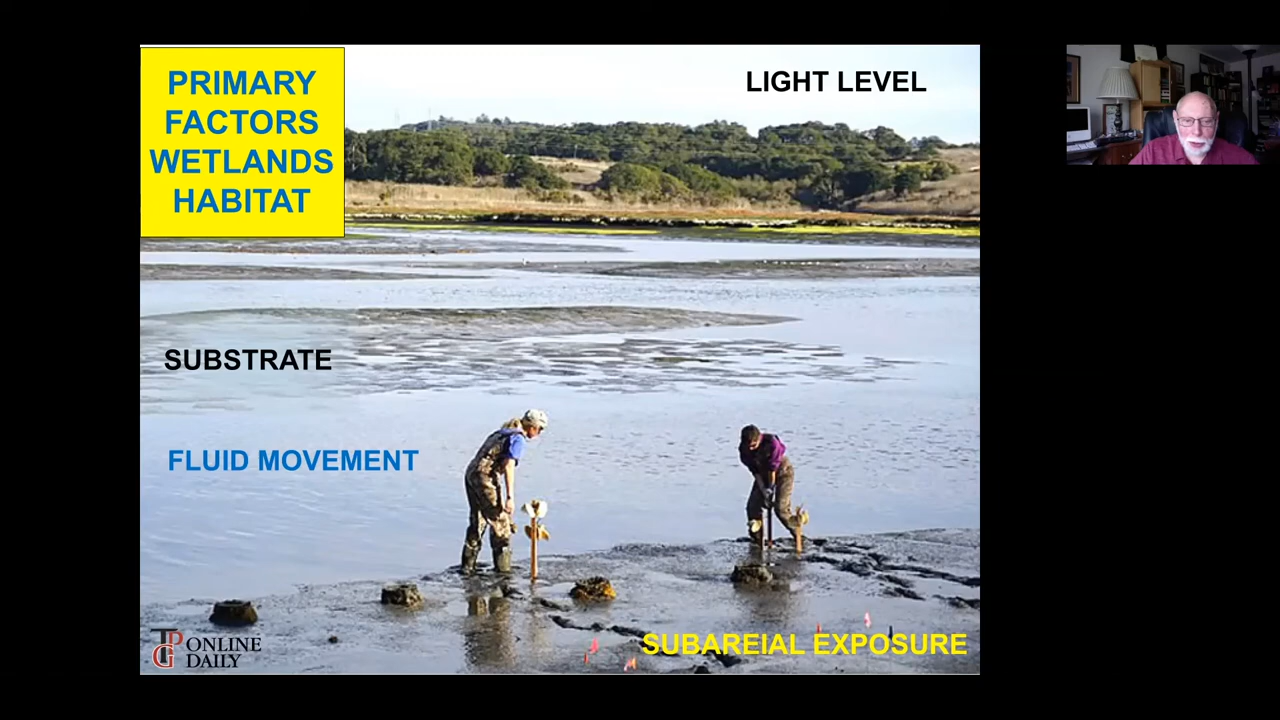 PRIMARY
FACTORS
WETLANDS
HABITAT
LIGHT LEVEL
SUBSTRATE
FLUID MOVEMENT
SUBAREIAL EXPOSURE
TPG ONLINE
DAILY